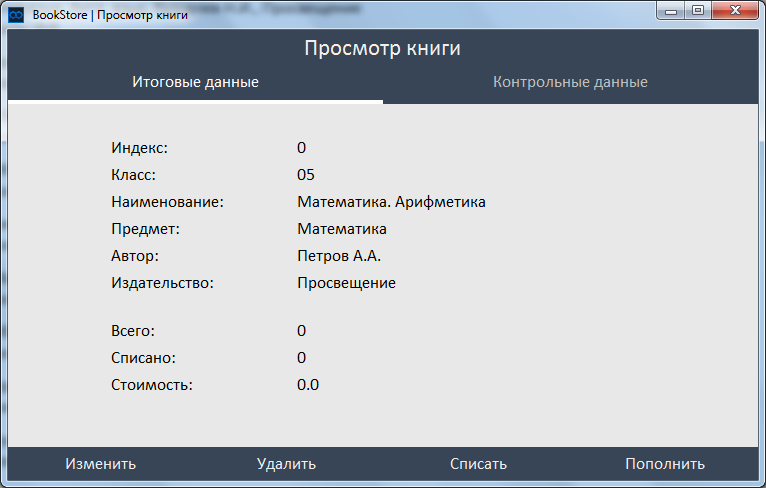 BookStore | Просмотр книги
Просмотр книги
Итоговые данные Контрольные данные
Индекс: 0
Класс: 05
Наименование: Математика. Арифметика
Предмет: Математика
Автор: Петров А.А.
Издательство: Просвещение
Всего: 0
Списано: 0
Стоимость: 0.0
Изменить Удалить Списать Пополнить